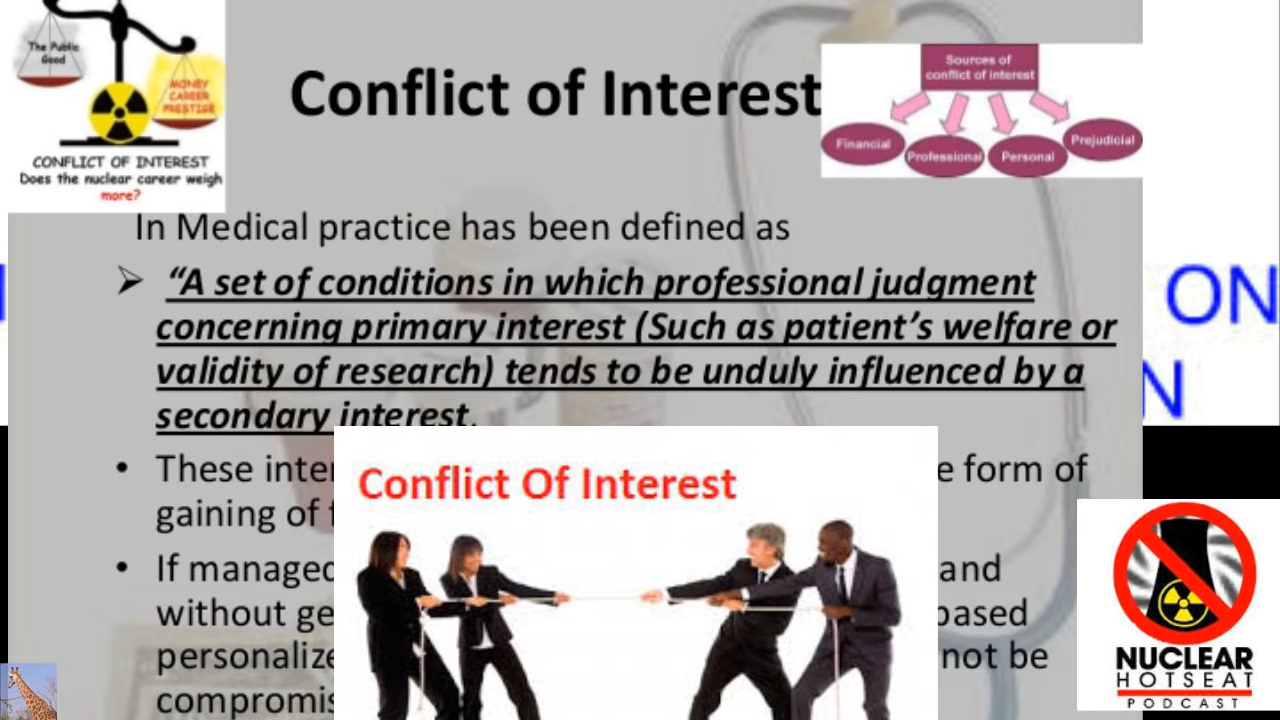 The Public
Good
MONEY
CAREER
PRESTIGE
CONFLICT OF INTEREST
Does the nuclear career weigh
more?
Conflict of Interest
Sources of
conflict of interest
Financial
Professional
Personal
Prejudicial
In Medical practice has been defined as
“A set of conditions in which professional judgment
concerning primary interest (Such as patient’s welfare or
validity of research) tends to be unduly influenced by a
secondary interest.
ON
N
These e form of
gaining of
Conflict Of Interest
If managed and
without based
not be
NUCLEAR
HOTSEAT
PODCAST